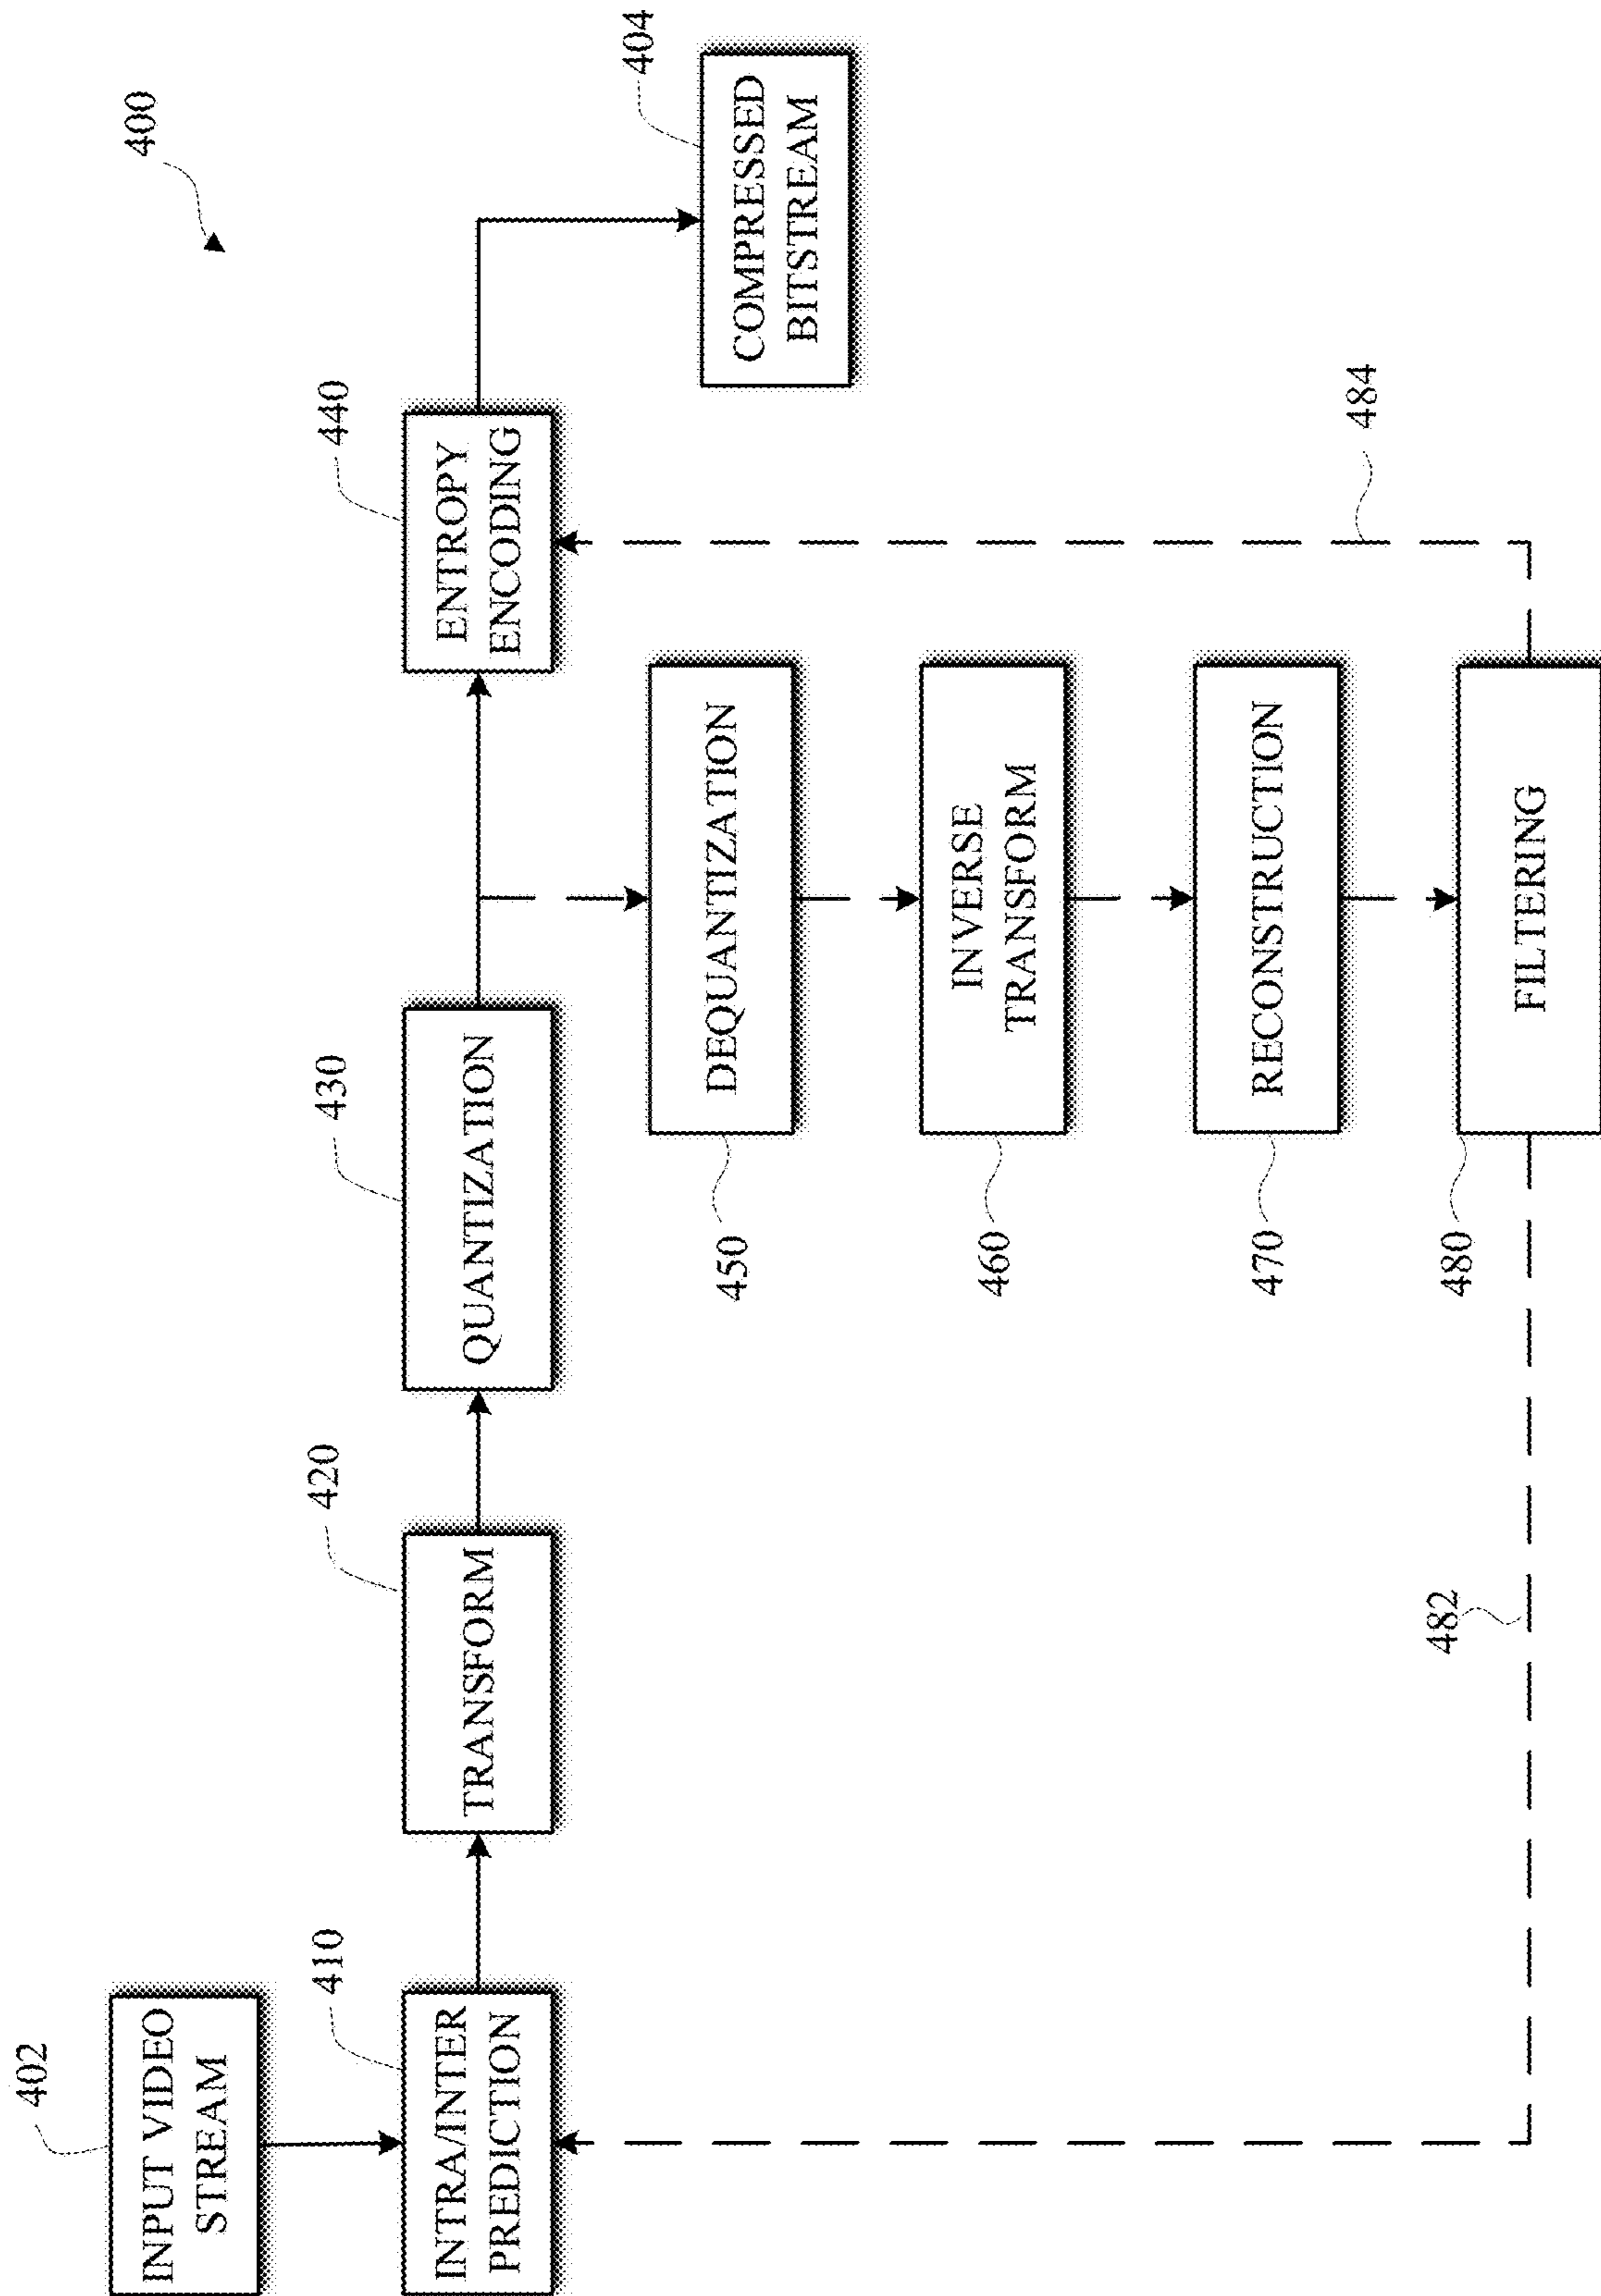 400
402
INPUT VIDEO
STREAM
410
INTRA/INTER
PREDICTION
420
TRANSFORM
430
QUANTIZATION
440
ENTROPY
ENCODING
404
COMPRESSED
BITSTREAM
450
DEQUANTIZATION
460
INVERSE
TRANSFORM
470
RECONSTRUCTION
480
FILTERING
482
484